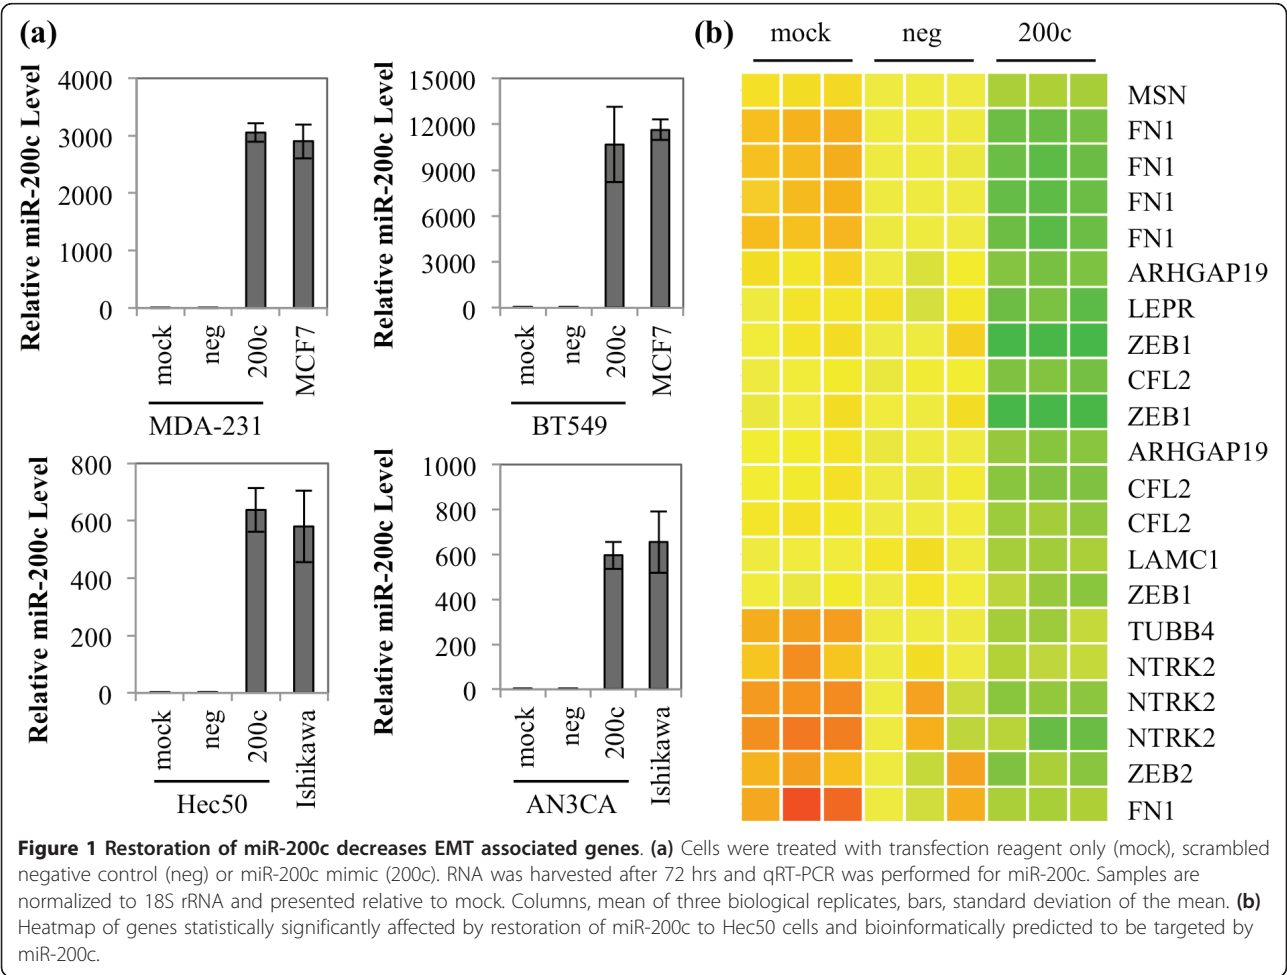 (a)
4000
3000
2000
1000
0
Relative miR-200c Level
mock
neg
200c
MCF7
MDA-231
15000
12000
9000
6000
3000
0
Relative miR-200c Level
mock
neg
200c
MCF7
BT549
800
600
400
200
0
Relative miR-200c Level
mock
neg
200c
Ishikawa
Hec50
1000
800
600
400
200
0
Relative miR-200c Level
mock
neg
200c
Ishikawa
AN3CA
(b)
mock neg 200c
MSN
FN1
FN1
FN1
FN1
ARHGAP19
LEPR
ZEB1
CFL2
ZEB1
ARHGAP19
CFL2
CFL2
LAMC1
ZEB1
TUBB4
NTRK2
NTRK2
NTRK2
ZEB2
FN1
Figure 1 Restoration of miR-200c decreases EMT associated genes. (a) Cells were treated with transfection reagent only (mock), scrambled
negative control (neg) or miR-200c mimic (200c). RNA was harvested after 72 hrs and qRT-PCR was performed for miR-200c. Samples are
normalized to 18S rRNA and presented relative to mock. Columns, mean of three biological replicates, bars, standard deviation of the mean. (b)
Heatmap of genes statistically significantly affected by restoration of miR-200c to Hec50 cells and bioinformatically predicted to be targeted by
miR-200c.